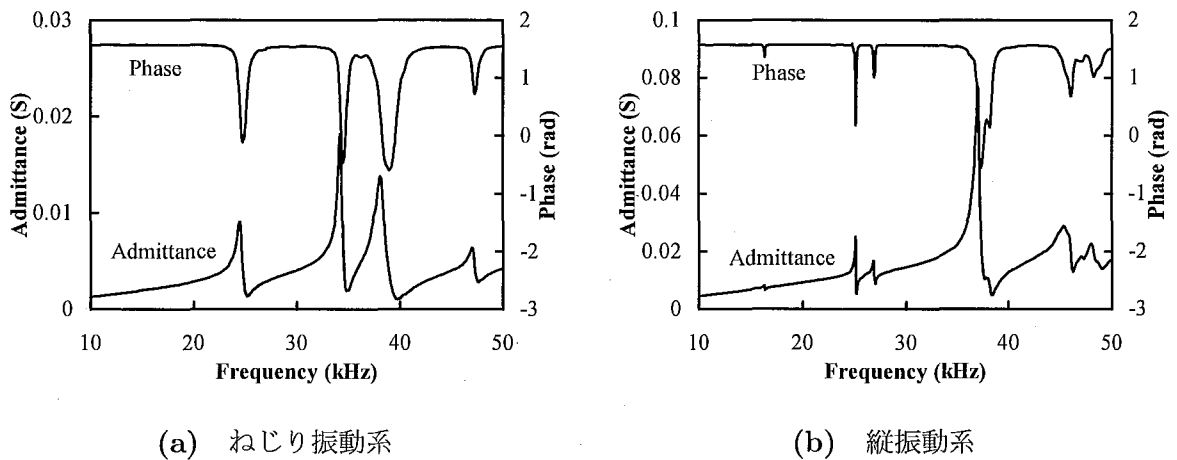 0.03
0.02
0.01
0
Admittance (S)
2
1
0
-1
-2
-3
Phase (rad)
Phase
Admittance
10 20 30 40 50
Frequency (kHz)
(a) ねじり振動系
0.1
0.08
0.06
0.04
0.02
0
Admittance (S)
2
1
0
-1
-2
-3
Phase (rad)
Phase
Admittance
10 20 30 40 50
Frequency (kHz)
(b) 縦振動系